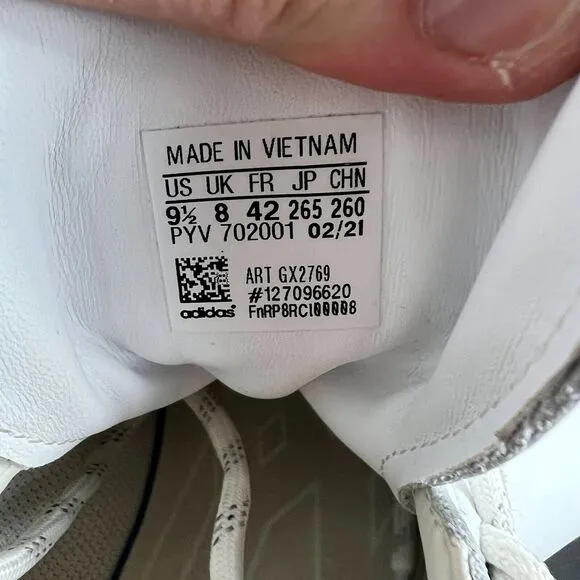 MADE IN VIETNAM
US UK FR JP CHN
9½ 8 42 265 260
PYV 702001 02/21
ART GX2769
#127096620
adidas FnRP8RCl00008